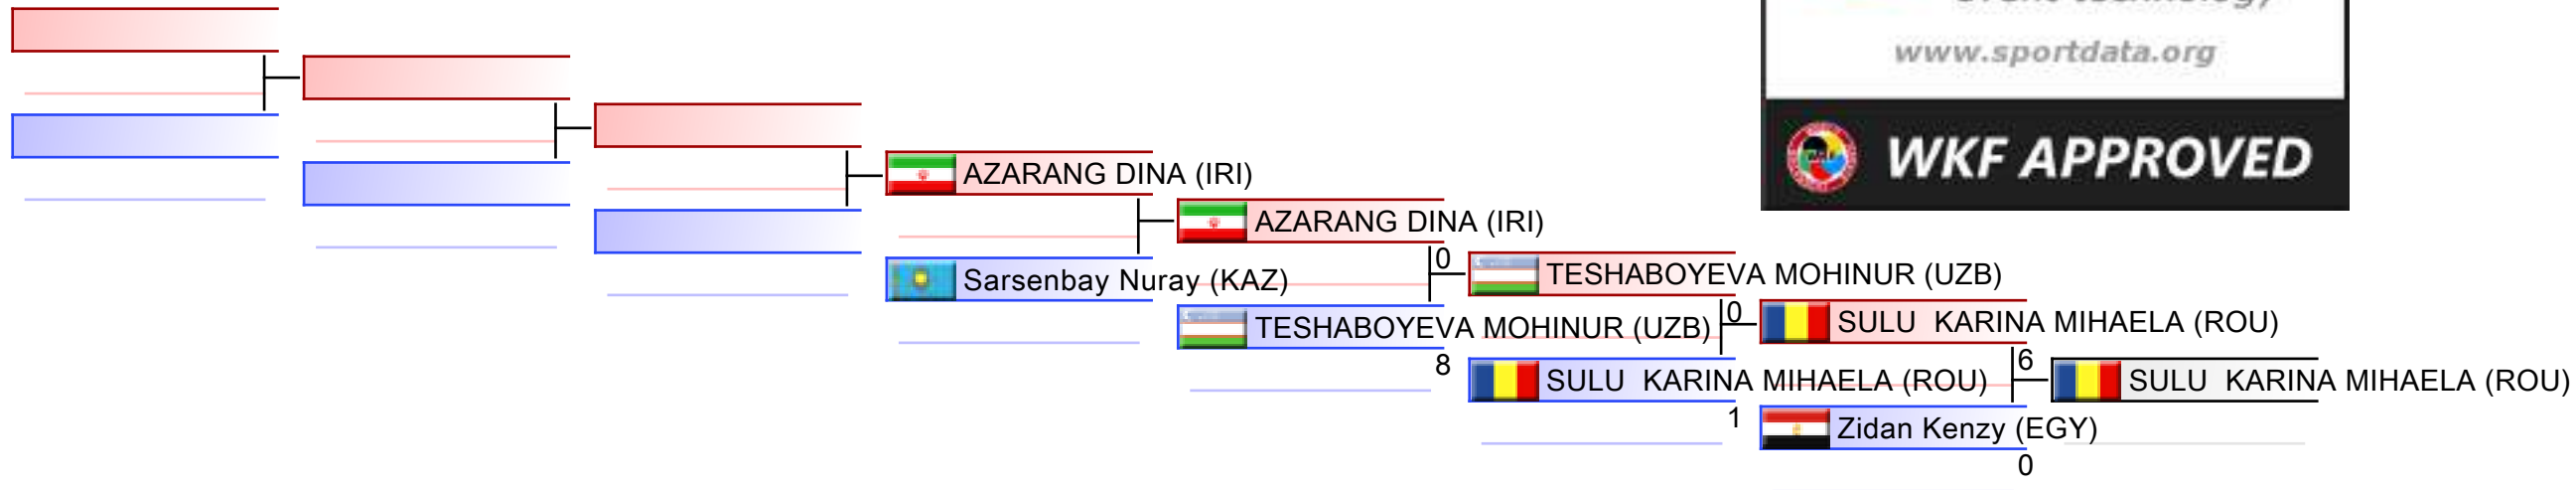 www.sportdata.org
WKF APPROVED
AZARANG DINA (IRI)
AZARANG DINA (IRI)
0
Sarsenbay Nuray (KAZ)
TESHABOYEVA MOHINUR (UZB)
0
TESHABOYEVA MOHINUR (UZB)
8
SULU KARINA MIHAELA (ROU)
6
SULU KARINA MIHAELA (ROU)
1
SULU KARINA MIHAELA (ROU)
Zidan Kenzy (EGY)
0